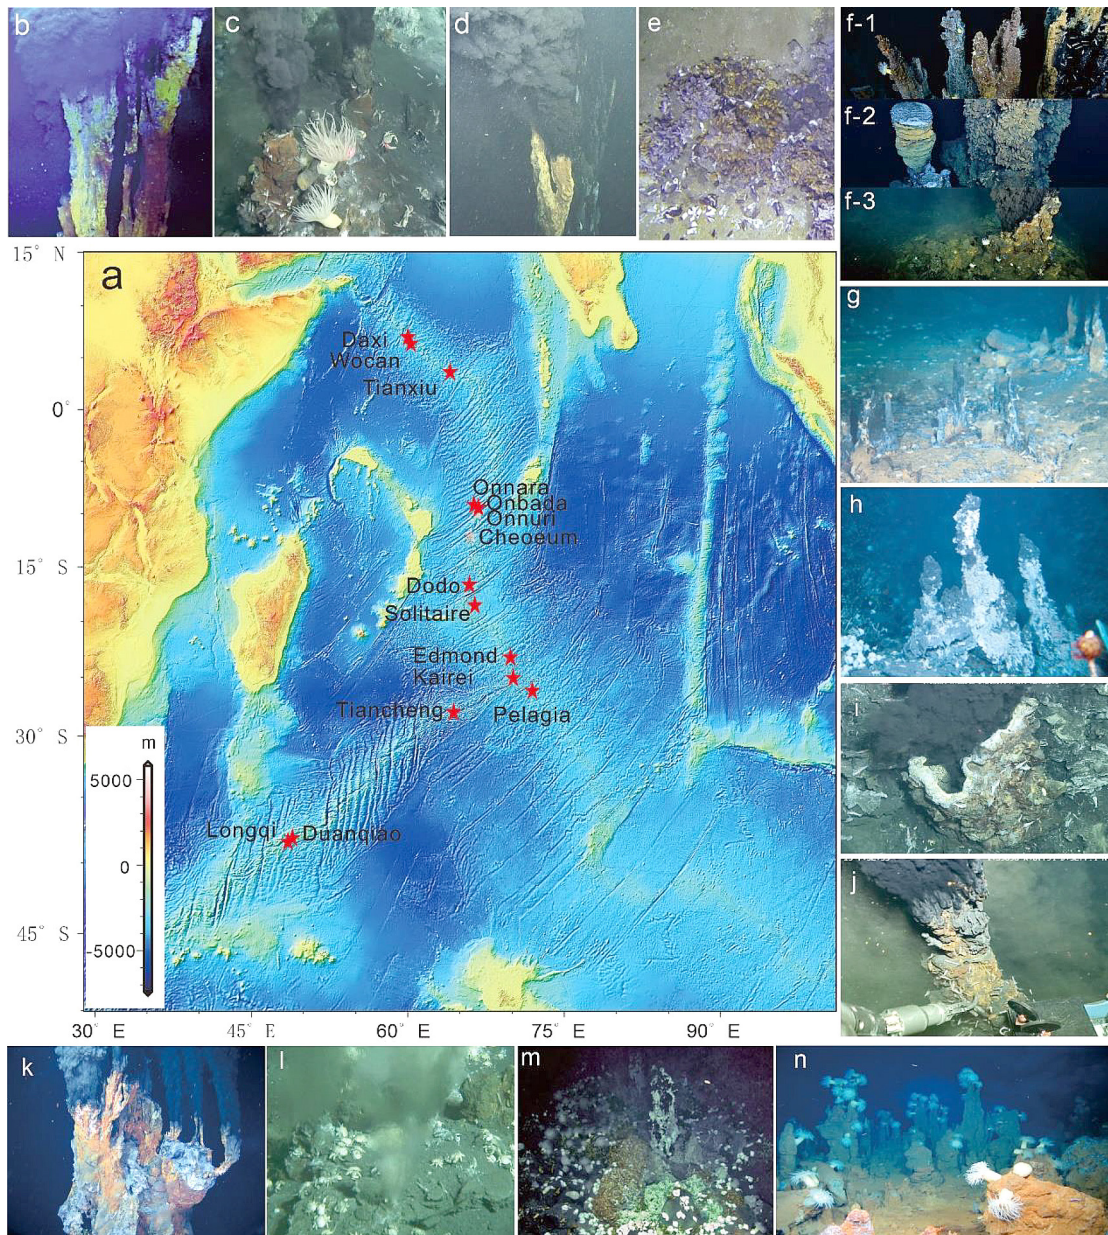 b
c
d
e
f-1
f-2
f-3
15° N
a
Daxi
Wocan
Tianxiu
0°
g
Onnara
Onbada
Onnuri
Cheoeum
h
15° S
Dodo
Solitaire
Edmond
Kairei
Pelagia
Tiancheng
i
30° S
m
5000
0
-5000
Longqi
Duanqiao
j
45° S
30° E
45° E
60° E
75° E
90° E
k
l
m
n